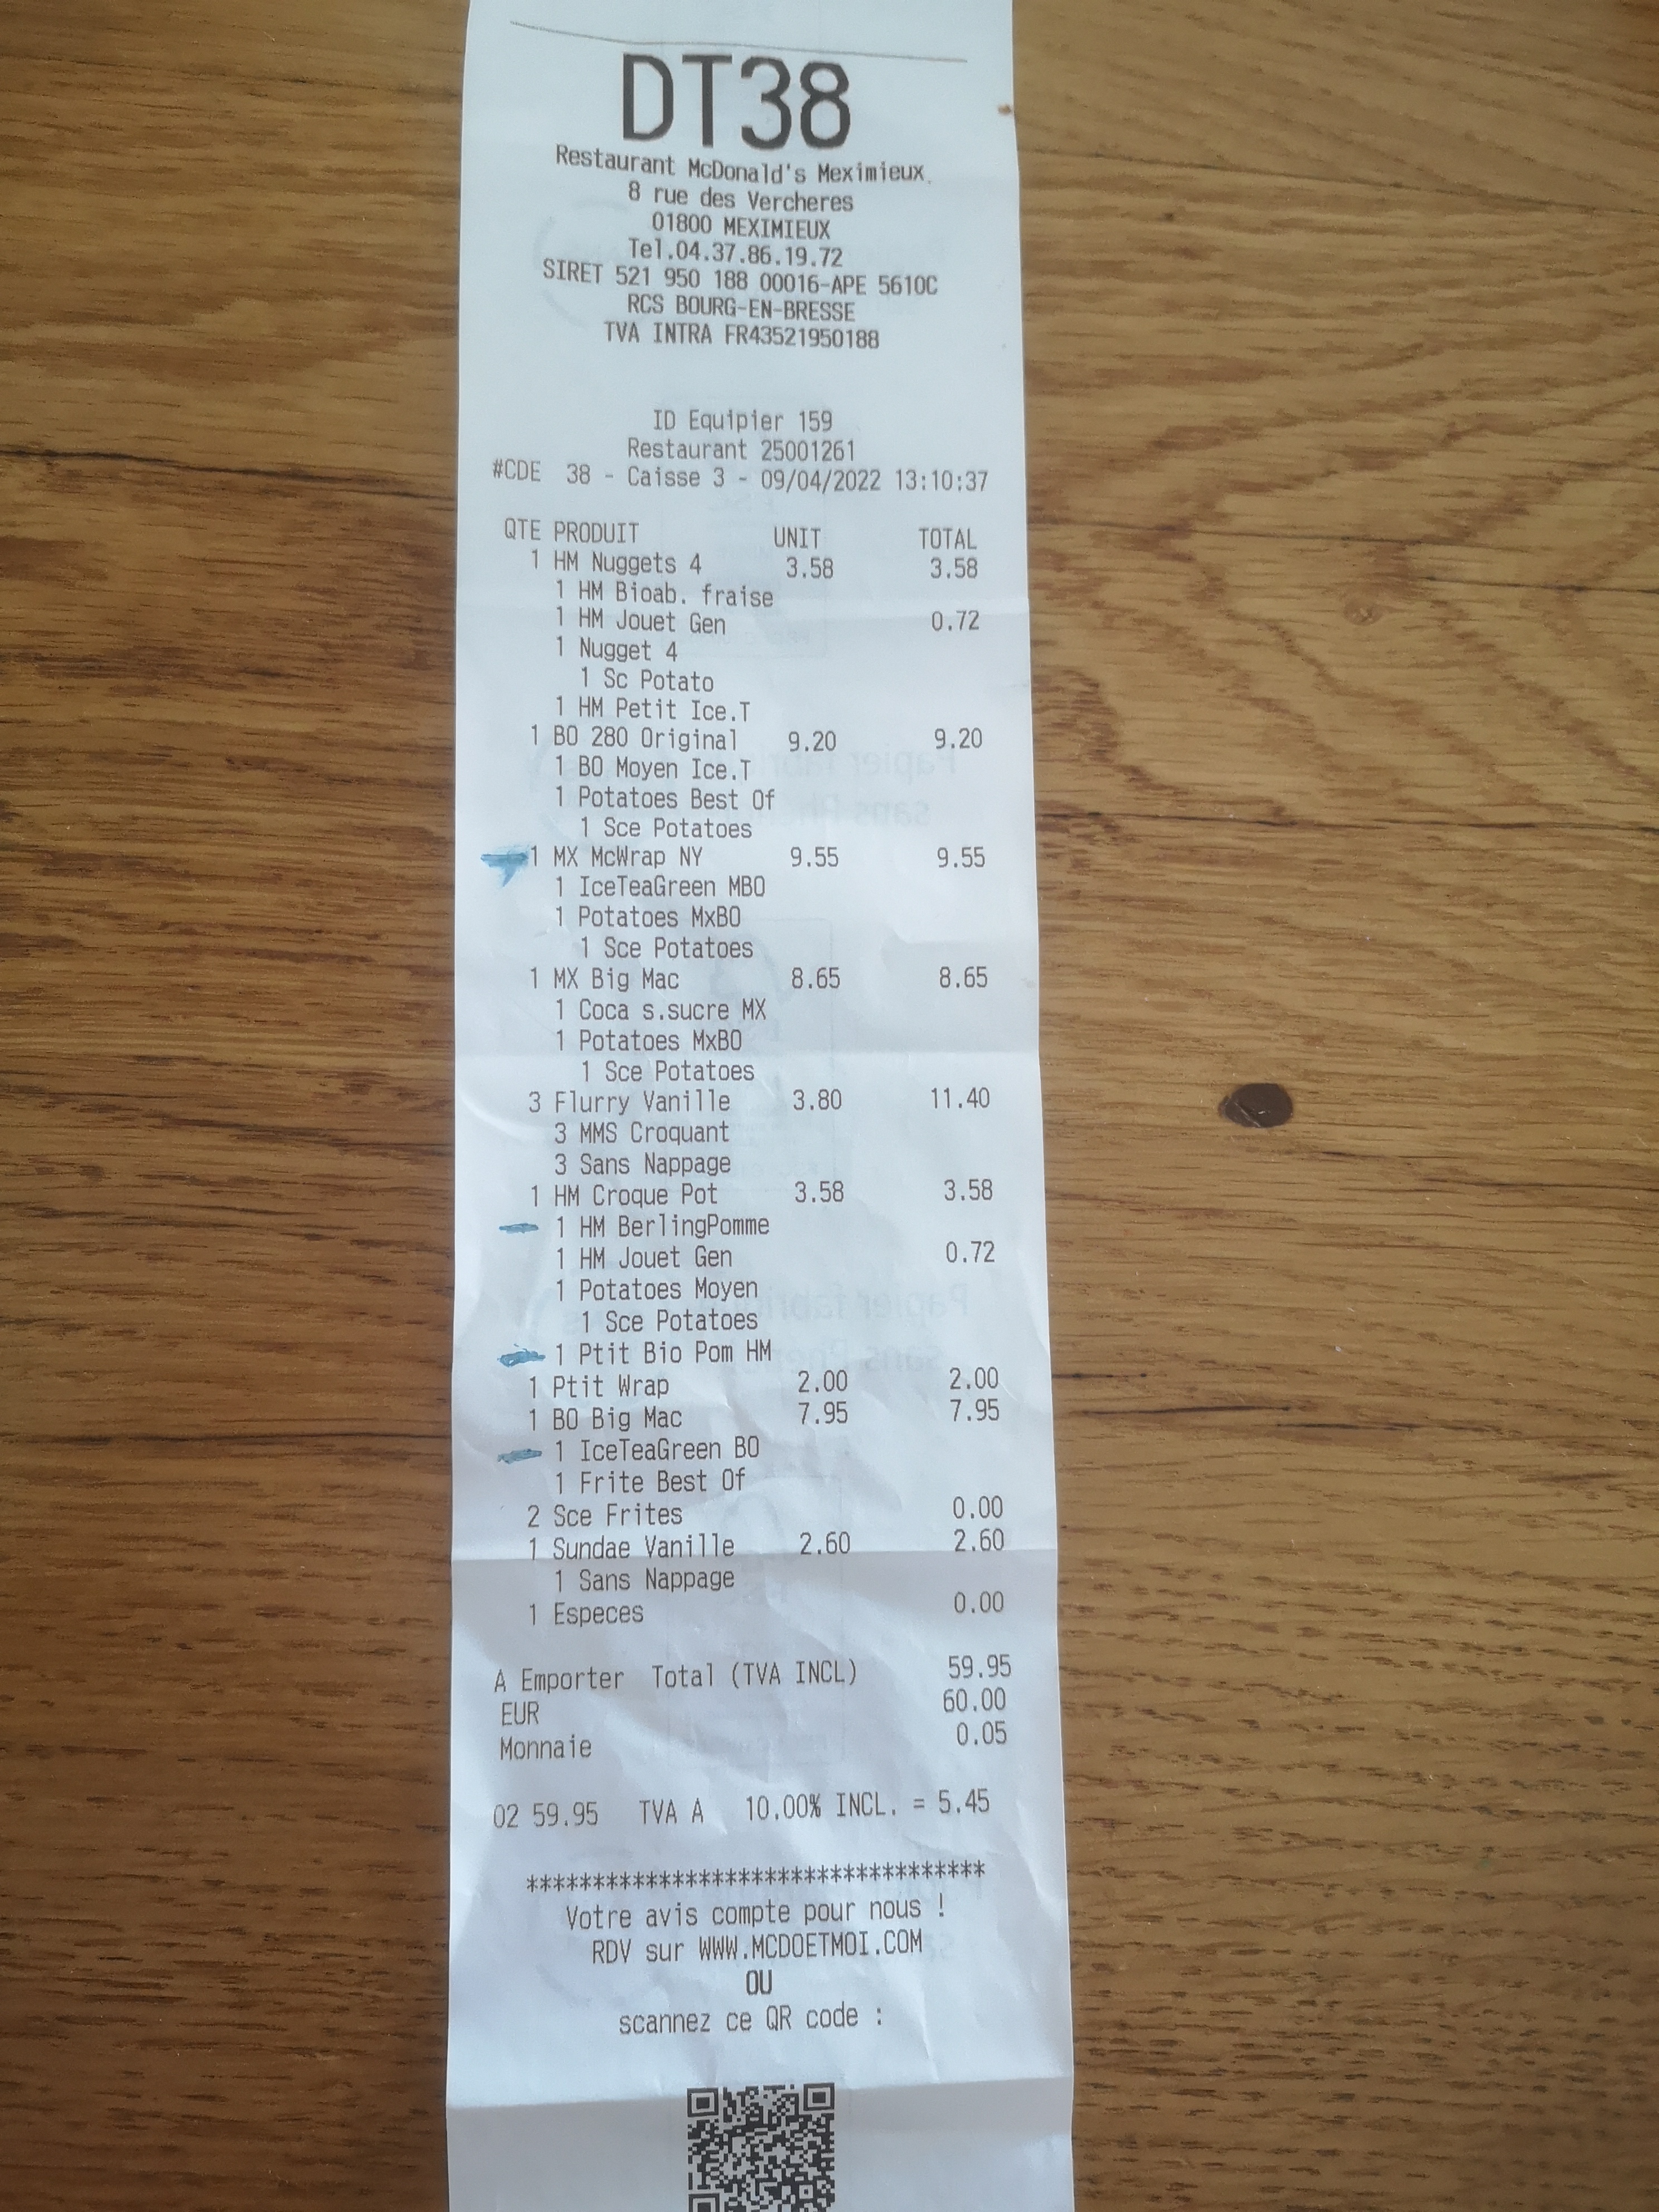 DT38
Restaurant McDonald's Meximieux
8 rue des Vercheres
01800 MEXIMIEUX
Tel.04.37.86.19.72
SIRET 521 950 188 00016-APE 5610C
RCS BOURG-EN-BRESSE
TVA INTRA FR43521950188
ID Equipier 159
Restaurant 25001261
#CDE 38 - Caisse 3 - 09/04/2022 13:10:37
QTE PRODUIT UNIT TOTAL
1 HM Nuggets 4 3.58 3.58
1 HM Bioab. fraise
1 HM Jouet Gen 0.72
1 Nugget 4
1 Sc Potato
1 HM Petit Ice.T
1 BO 280 Original 9.20 9.20
1 BO Moyen Ice.T
1 Potatoes Best Of
1 Sce Potatoes
1 MX McWrap NY 9.55 9.55
1 IceTeaGreen MBO
1 Potatoes MxBO
1 Sce Potatoes
1 MX Big Mac 8.65 8.65
1 Coca s.sucre MX
1 Potatoes MxBO
1 Sce Potatoes
3 Flurry Vanille 3.80 11.40
3 MMS Croquant
3 Sans Nappage
1 HM Croque Pot 3.58 3.58
1 HM BerlingPomme
1 HM Jouet Gen 0.72
1 Potatoes Moyen
1 Sce Potatoes
1 Ptit Bio Pom HM
1 Ptit Wrap 2.00 2.00
1 BO Big Mac 7.95 7.95
1 IceTeaGreen BO
1 Frite Best Of
2 Sce Frites 0.00
1 Sundae Vanille 2.60 2.60
1 Sans Nappage
1 Especes 0.00
A Emporter Total (TVA INCL) 59.95
EUR 60.00
Monnaie 0.05
02 59.95 TVA A 10.00% INCL. = 5.45
***********************************
Votre avis compte pour nous !
RDV sur WWW.MCDOETMOI.COM
OU
scannez ce QR code :